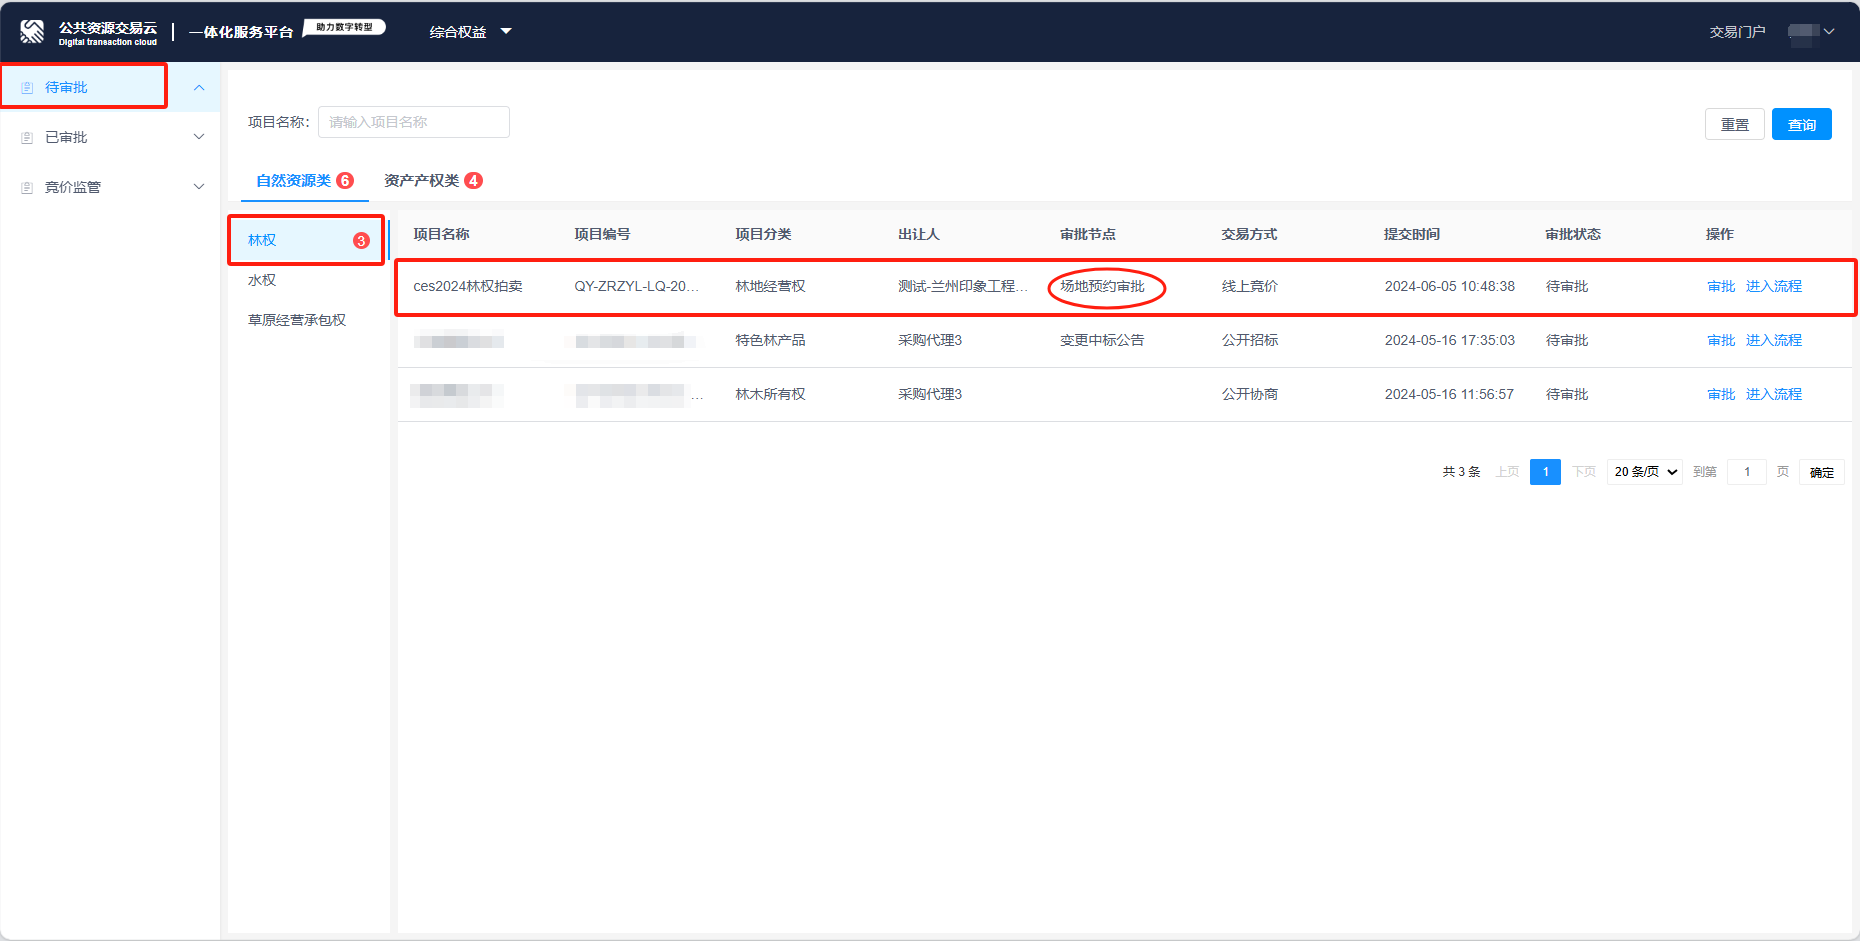 公共资源交易云
Digital transaction cloud
一体化服务平台
助力数字转型
综合权益
交易门户
待审批
已审批
竞价监管
项目名称：
请输入项目名称
重置
查询
自然资源类 6
资产产权类 4
林权 3
水权
草原经营承包权
项目名称 项目编号 项目分类 出让人 审批节点 交易方式 提交时间 审批状态 操作
ces2024林权拍卖 QY-ZRZYL-LQ-20... 林地经营权 测试-兰州印象工程... 场地预约审批 线上竞价 2024-06-05 10:48:38 待审批 审批 进入流程
特色林产品 采购代理3 变更中标公告 公开招标 2024-05-16 17:35:03 待审批 审批 进入流程
... 林木所有权 采购代理3 公开协商 2024-05-16 11:56:57 待审批 审批 进入流程
共 3 条 上页 1 下页 20 条/页 到第 1 页 确定